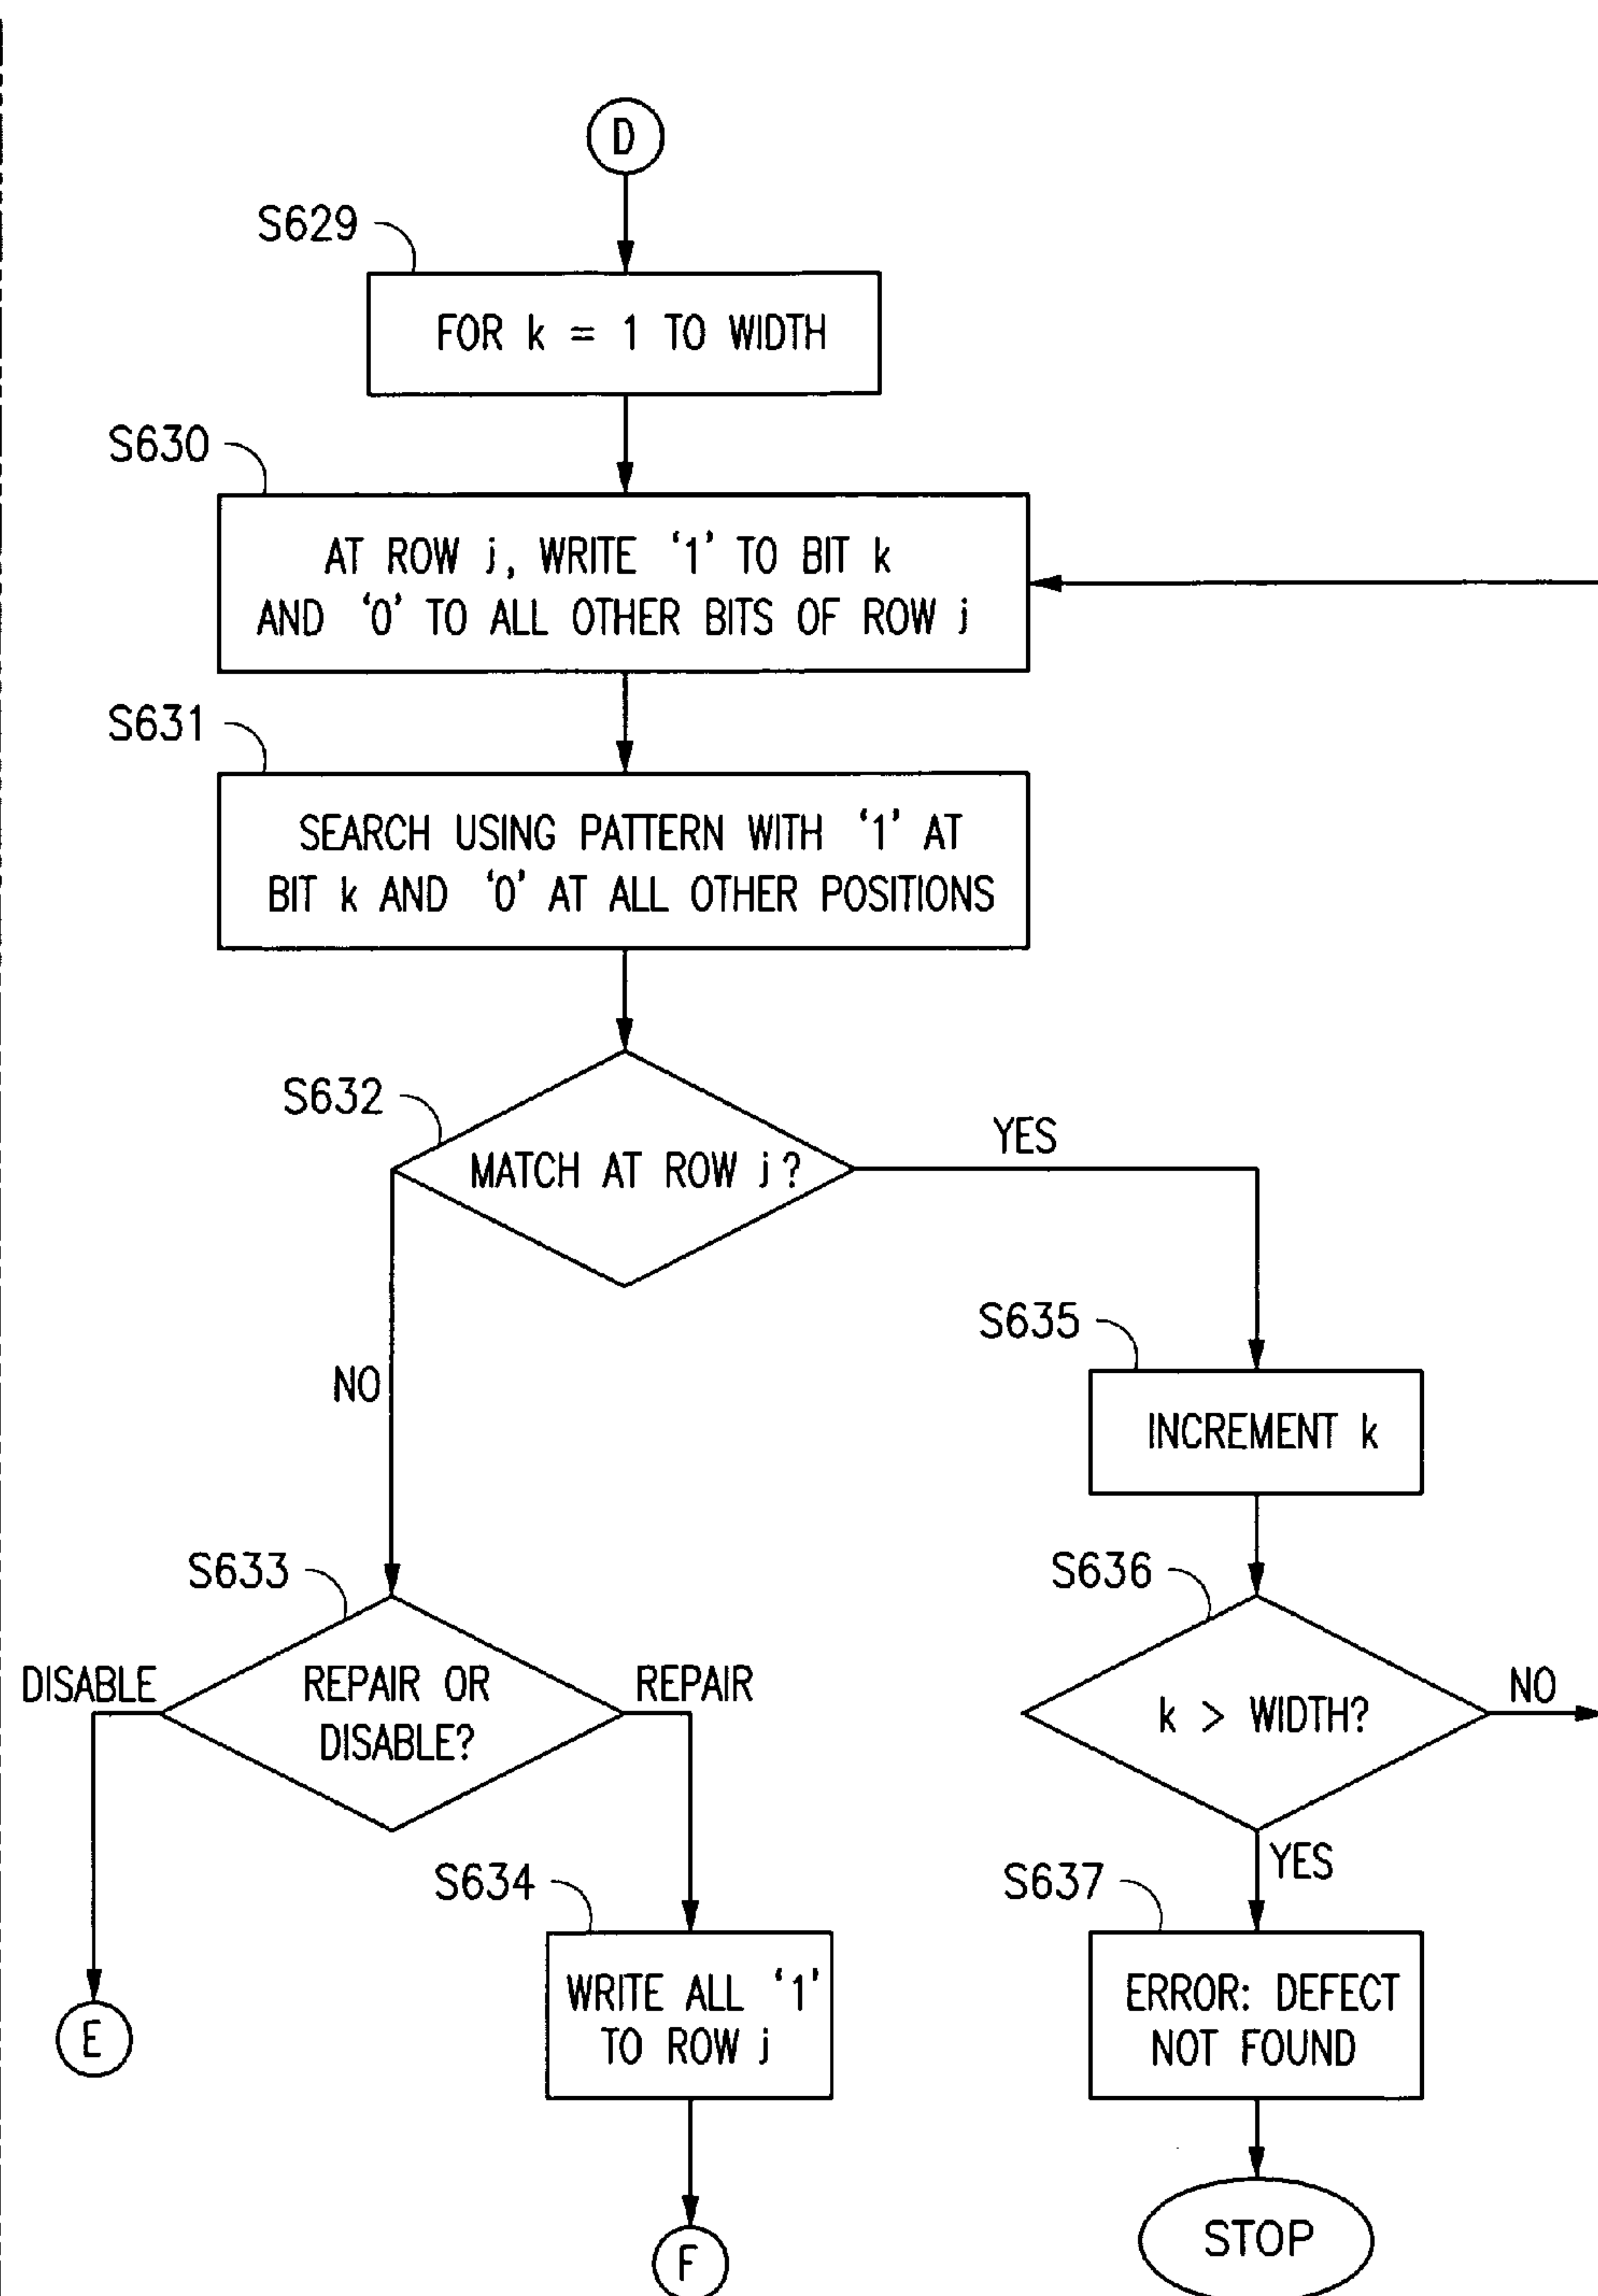 D
S629
FOR k = 1 TO WIDTH
S630
AT ROW j, WRITE ‘1’ TO BIT k
AND ‘0’ TO ALL OTHER BITS OF ROW j
S631
SEARCH USING PATTERN WITH ‘1’ AT
BIT k AND ‘0’ AT ALL OTHER POSITIONS
S632
MATCH AT ROW j?
YES
NO
S635
INCREMENT k
S633
REPAIR OR
DISABLE?
DISABLE
REPAIR
S636
k > WIDTH?
NO
YES
S634
WRITE ALL ‘1’
TO ROW j
S637
ERROR: DEFECT
NOT FOUND
E
F
STOP